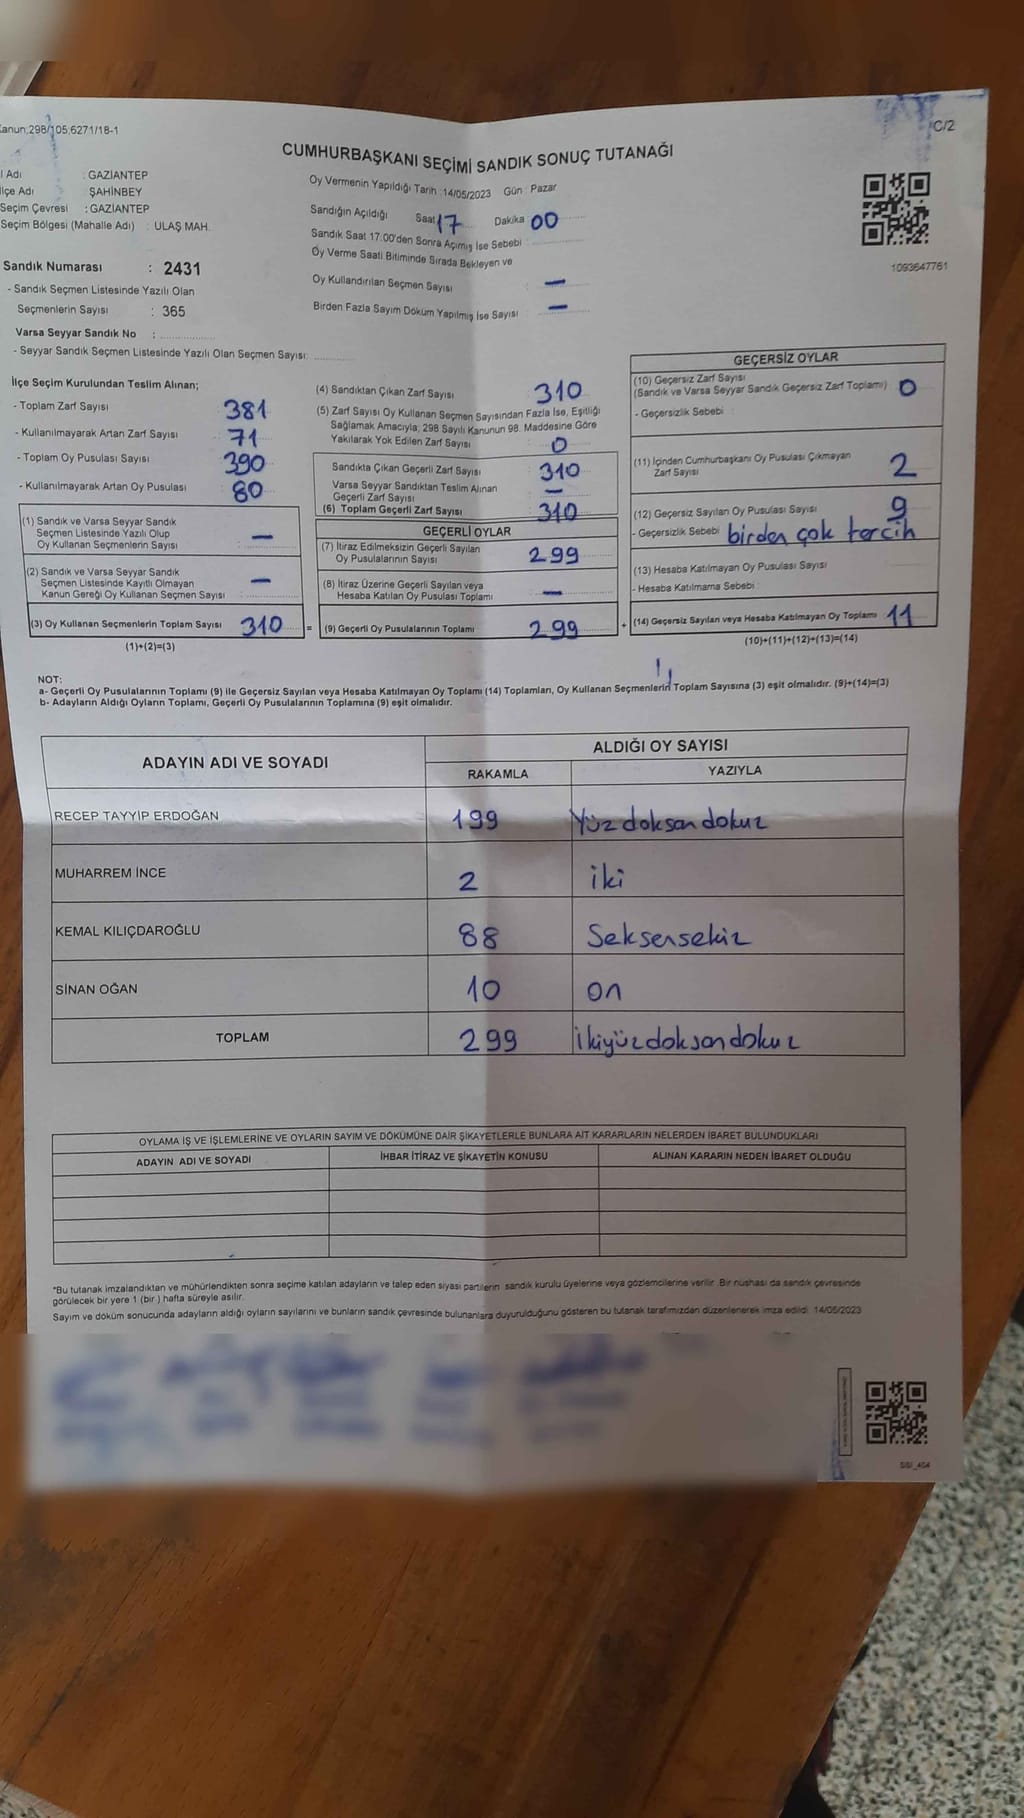 Kanun;298/105;6271/18-1
C/2
CUMHURBAŞKANI SEÇİMİ SANDIK SONUÇ TUTANAĞI
İl Adı : GAZİANTEP
İlçe Adı ŞAHİNBEY
Seçim Çevresi : GAZİANTEP
Seçim Bölgesi (Mahalle Adı) : ULAŞ MAH.
Oy Vermenin Yapıldığı Tarih :14/05/2023 Gün : Pazar
Sandığın Açıldığı Saat 17 Dakika 00
Sandık Saat 17:00'den Sonra Açımış İse Sebebi
Oy Verme Saati Bitiminde Sırada Bekleyen ve
Oy Kullandırılan Seçmen Sayısı : —
Birden Fazla Sayım Döküm Yapılmış İse Sayısı : —
1093647761
Sandık Numarası : 2431
- Sandık Seçmen Listesinde Yazılı Olan
Seçmenlerin Sayısı : 365
Varsa Seyyar Sandık No :
- Seyyar Sandık Seçmen Listesinde Yazılı Olan Seçmen Sayısı:
İlçe Seçim Kurulundan Teslim Alınan;
- Toplam Zarf Sayısı 381
- Kullanılmayarak Artan Zarf Sayısı 71
- Toplam Oy Pusulası Sayısı 390
- Kullanılmayarak Artan Oy Pusulası 80
(1) Sandık ve Varsa Seyyar Sandık
Seçmen Listesinde Yazılı Olup
Oy Kullanan Seçmenlerin Sayısı : —
(2) Sandık ve Varsa Seyyar Sandık
Seçmen Listesinde Kayıtlı Olmayan
Kanun Gereği Oy Kullanan Seçmen Sayısı : —
(3) Oy Kullanan Seçmenlerin Toplam Sayısı 310 =
(1)+(2)=(3)
(4) Sandıktan Çıkan Zarf Sayısı 310
(5) Zarf Sayısı Oy Kullanan Seçmen Sayısından Fazla İse, Eşitliği
Sağlamak Amacıyla, 298 Sayılı Kanunun 98. Maddesine Göre
Yakılarak Yok Edilen Zarf Sayısı 0
Sandıkta Çıkan Geçerli Zarf Sayısı 310
Varsa Seyyar Sandıktan Teslim Alınan
Geçerli Zarf Sayısı —
(6) Toplam Geçerli Zarf Sayısı 310
GEÇERLİ OYLAR
(7) İtiraz Edilmeksizin Geçerli Sayılan
Oy Pusulalarının Sayısı 299
(8) İtiraz Üzerine Geçerli Sayılan veya
Hesaba Katılan Oy Pusulası Toplamı —
(9) Geçerli Oy Pusulalarının Toplamı 299 +
GEÇERSİZ OYLAR
(10) Geçersiz Zarf Sayısı
(Sandık ve Varsa Seyyar Sandık Geçersiz Zarf Toplamı) 0
- Geçersizlik Sebebi :
(11) İçinden Cumhurbaşkanı Oy Pusulası Çıkmayan
Zarf Sayısı 2
(12) Geçersiz Sayılan Oy Pusulası Sayısı 9
- Geçersizlik Sebebi birden çok tercih
(13) Hesaba Katılmayan Oy Pusulası Sayısı
- Hesaba Katılmama Sebebi :
(14) Geçersiz Sayılan veya Hesaba Katılmayan Oy Toplamı 11
(10)+(11)+(12)+(13)=(14)
NOT:
a- Geçerli Oy Pusulalarının Toplamı (9) ile Geçersiz Sayılan veya Hesaba Katılmayan Oy Toplamı (14) Toplamları, Oy Kullanan Seçmenlerin Toplam Sayısına (3) eşit olmalıdır. (9)+(14)=(3)
b- Adayların Aldığı Oyların Toplamı, Geçerli Oy Pusulalarının Toplamına (9) eşit olmalıdır.
ADAYIN ADI VE SOYADI ALDIĞI OY SAYISI
RAKAMLA YAZIYLA
RECEP TAYYİP ERDOĞAN 199 Yüz doksan dokuz
MUHARREM İNCE 2 iki
KEMAL KILIÇDAROĞLU 88 Seksensekiz
SİNAN OĞAN 10 on
TOPLAM 299 ikiyüz doksan dokuz
OYLAMA İŞ VE İŞLEMLERİNE VE OYLARIN SAYIM VE DÖKÜMÜNE DAİR ŞİKAYETLERLE BUNLARA AİT KARARLARIN NELERDEN İBARET BULUNDUKLARI
ADAYIN ADI VE SOYADI İHBAR İTİRAZ VE ŞİKAYETİN KONUSU ALINAN KARARIN NEDEN İBARET OLDUĞU
*Bu tutanak imzalandıktan ve mühürlendikten sonra seçime katılan adayların ve talep eden siyasi partilerin sandık kurulu üyelerine veya gözlemcilerine verilir. Bir nüshası da sandık çevresinde
görülecek bir yere 1 (bir ) hafta süreyle asılır.
Sayım ve döküm sonucunda adayların aldığı oyların sayılarını ve bunların sandık çevresinde bulunanlara duyurulduğunu gösteren bu tutanak tarafımızdan düzenlenerek imza edildi. 14/05/2023